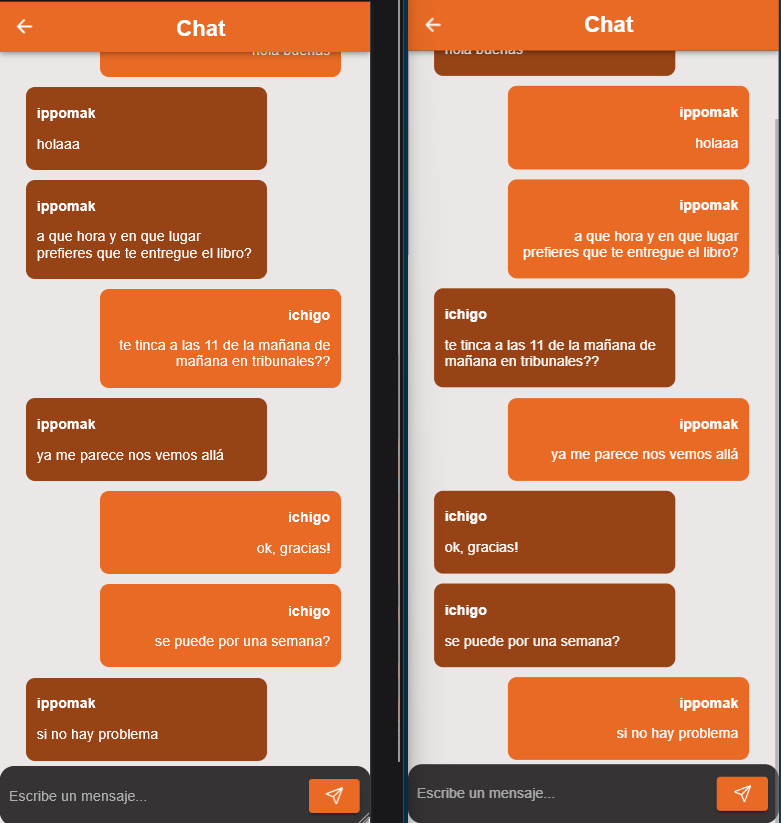 Chat
hola buenas
ippomak
holaaa
ippomak
a que hora y en que lugar
prefieres que te entregue el libro?
ichigo
te tinca a las 11 de la mañana de
mañana en tribunales??
ippomak
ya me parece nos vemos allá
ichigo
ok, gracias!
ichigo
se puede por una semana?
ippomak
si no hay problema
Escribe un mensaje...
Chat
hola buenas
ippomak
holaaa
ippomak
a que hora y en que lugar
prefieres que te entregue el libro?
ichigo
te tinca a las 11 de la mañana de
mañana en tribunales??
ippomak
ya me parece nos vemos allá
ichigo
ok, gracias!
ichigo
se puede por una semana?
ippomak
si no hay problema
Escribe un mensaje...